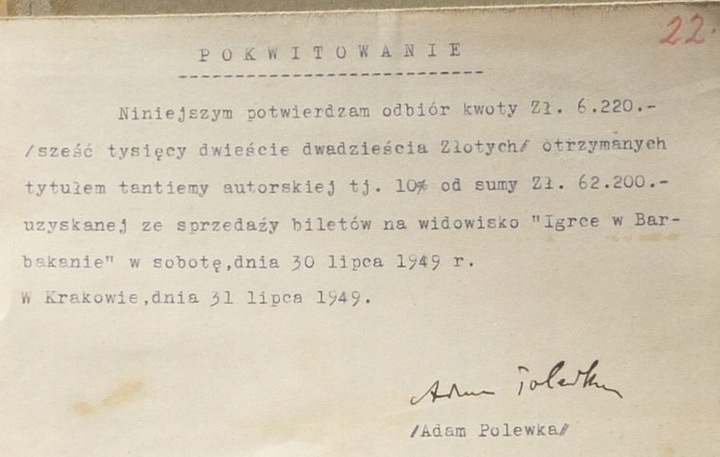 22.
P O K W I T O W A N I E
------------------------------
Niniejszym potwierdzam odbiór kwoty Zł. 6.220.-
/sześć tysięcy dwieście dwadzieścia Złotych/ otrzymanych
tytułem tantiemy autorskiej tj. 10% od sumy Zł. 62.200.-
uzyskanej ze sprzedaży biletów na widowisko "Igrce w Bar-
bakanie" w sobotę,dnia 30 lipca 1949 r.
W Krakowie,dnia 31 lipca 1949.
Adam Polewka
/Adam Polewka/